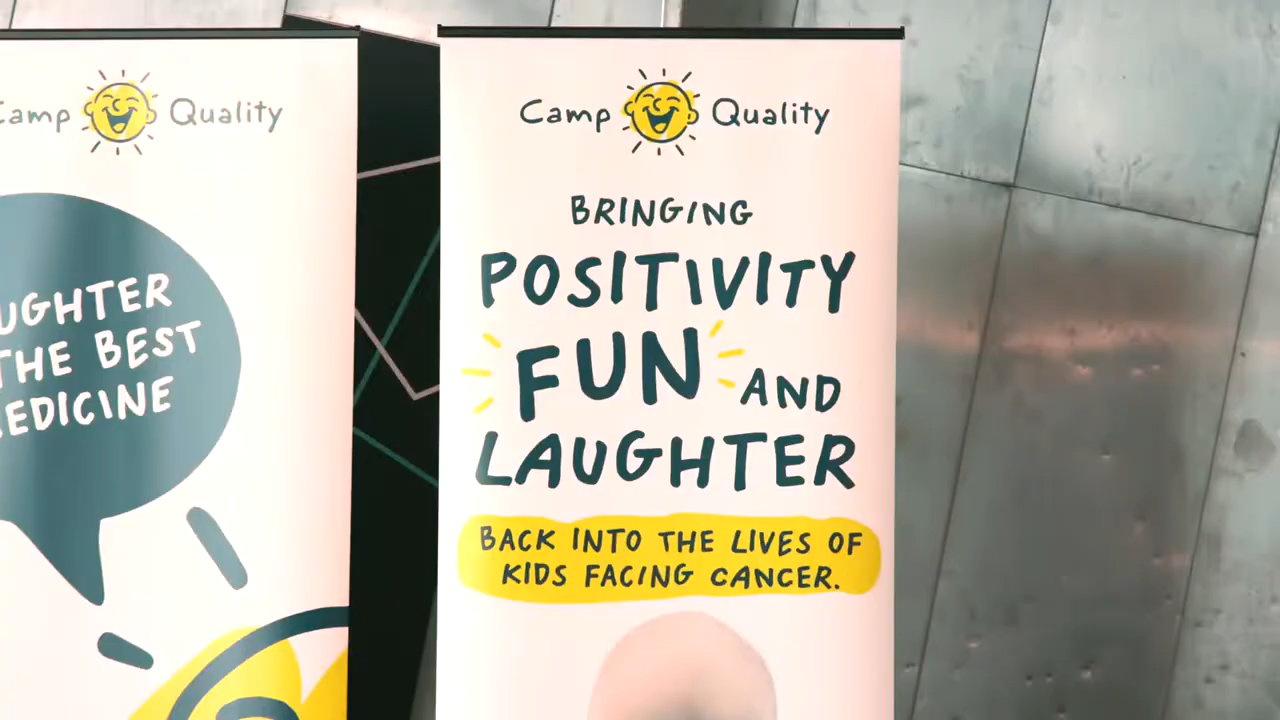 Camp Quality
UGHTER
THE BEST
EDICINE
Camp Quality
BRINGING
POSITIVITY
FUN AND
LAUGHTER
BACK INTO THE LIVES OF
KIDS FACING CANCER.